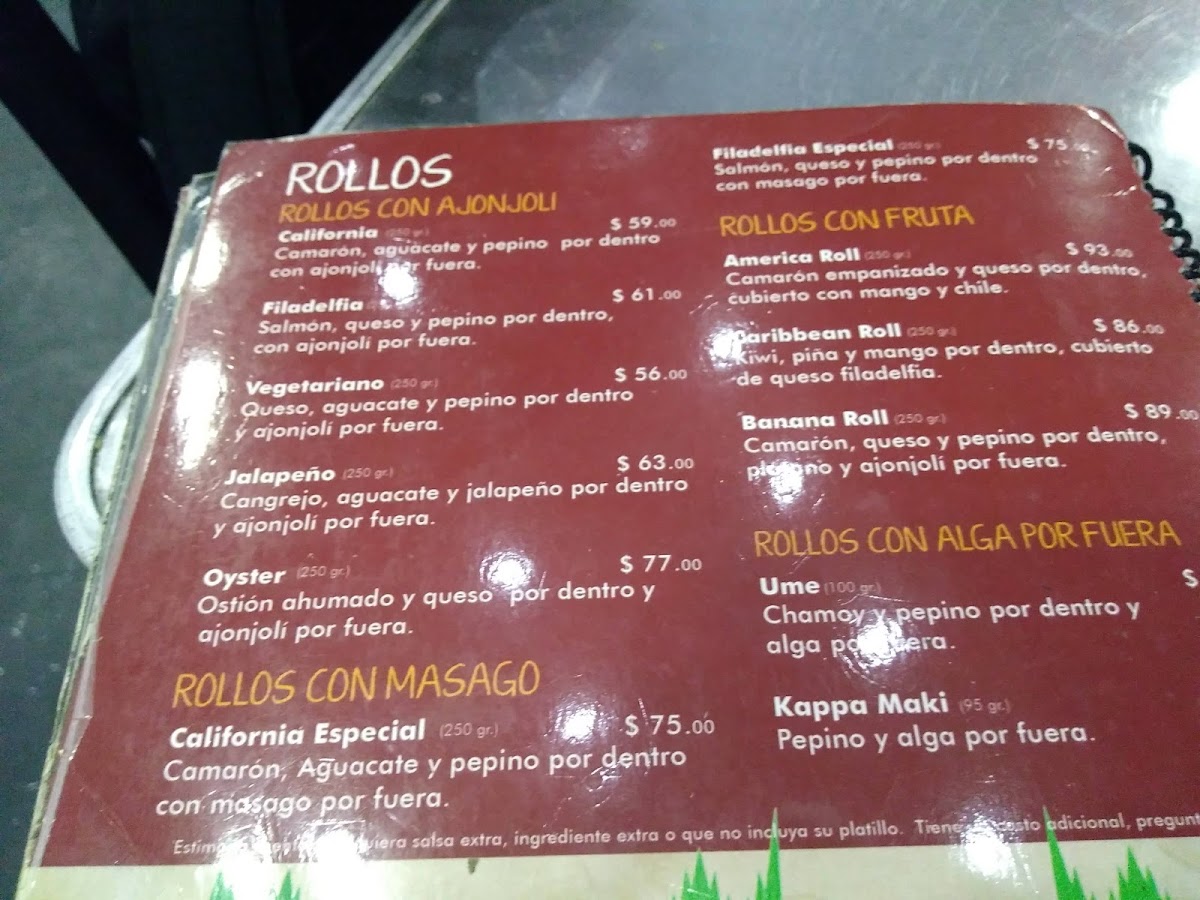 ROLLOS
ROLLOS CON AJONJOLI
California (250 gr.) $ 59.00
Camarón, aguacate y pepino por dentro
con ajonjolí por fuera.
Filadelfia $ 61.00
Salmón, queso y pepino por dentro,
con ajonjolí por fuera.
Vegetariano (250 gr.) $ 56.00
Queso, aguacate y pepino por dentro
y ajonjolí por fuera.
Jalapeño (250 gr.) $ 63.00
Cangrejo, aguacate y jalapeño por dentro
y ajonjolí por fuera.
Oyster (250 gr.) $ 77.00
Ostión ahumado y queso por dentro y
ajonjolí por fuera.
ROLLOS CON MASAGO
California Especial (250 gr.) $ 75.00
Camarón, Aguacate y pepino por dentro
con masago por fuera.
Filadelfia Especial (250 gr.) $ 75
Salmón, queso y pepino por dentro
con masago por fuera.
ROLLOS CON FRUTA
America Roll (250 gr.) $ 93.00
Camarón empanizado y queso por dentro,
cubierto con mango y chile.
Caribbean Roll (250 gr.) $ 86.00
Kiwi, piña y mango por dentro, cubierto
de queso filadelfia.
Banana Roll (250 gr.) $ 89.00
Camarón, queso y pepino por dentro,
plátano y ajonjolí por fuera.
ROLLOS CON ALGA POR FUERA
Ume (100 gr.) $
Chamoy y pepino por dentro y
alga por fuera.
Kappa Maki (95 gr.)
Pepino y alga por fuera.
salsa extra, ingrediente extra o que no incluya su platillo. adicional,